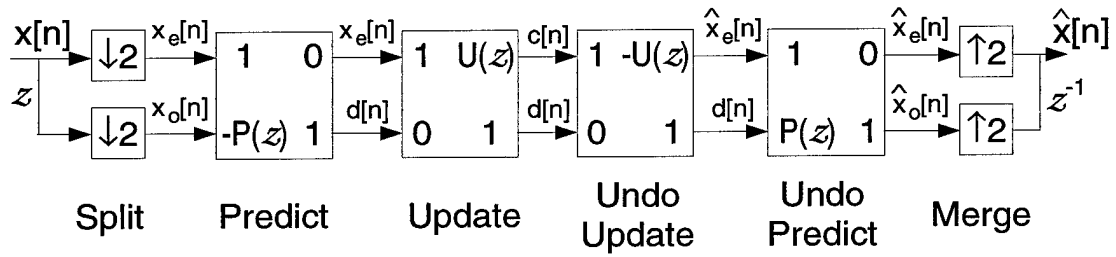 x[n] ↓2 x_e[n] 1 0 x_e[n] 1 U(z) c[n] 1 -U(z) x̂_e[n] 1 0 x̂_e[n] ↑2 x̂[n]
z ↓2 x_o[n] -P(z) 1 d[n] 0 1 d[n] 0 1 d[n] P(z) 1 x̂_o[n] ↑2 z⁻¹
Split Predict Update Undo Update Undo Predict Merge